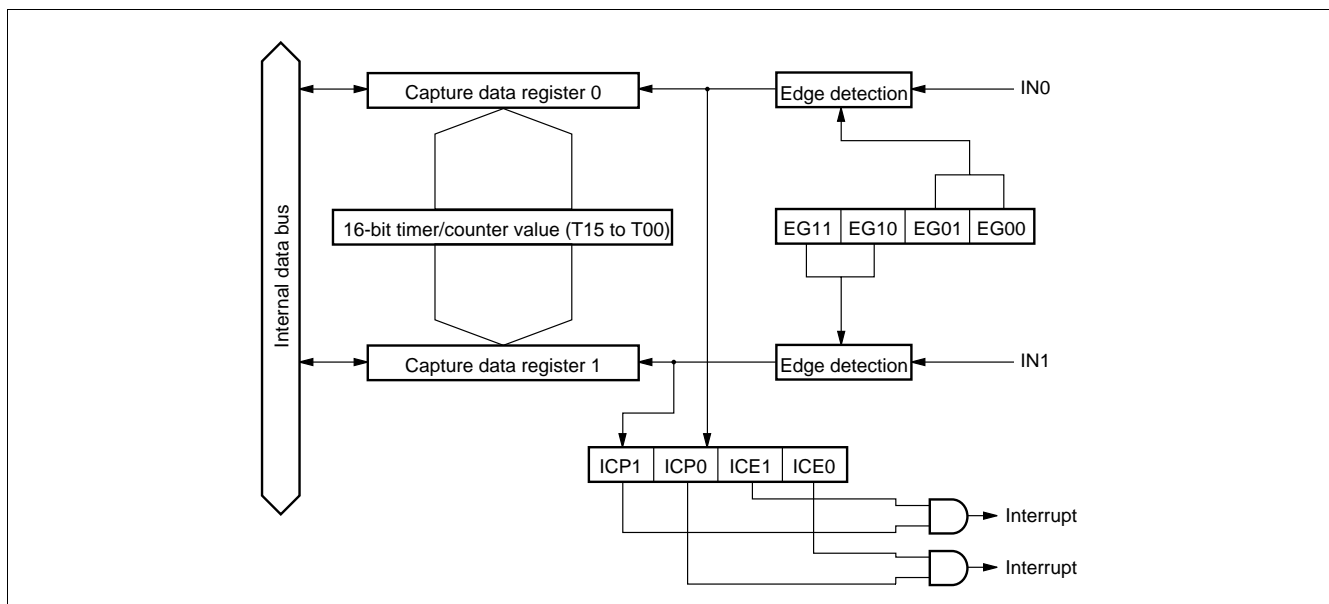 Internal data bus
Capture data register 0
Edge detection
IN0
16-bit timer/counter value (T15 to T00)
EG11 EG10 EG01 EG00
Capture data register 1
Edge detection
IN1
ICP1 ICP0 ICE1 ICE0
Interrupt
Interrupt